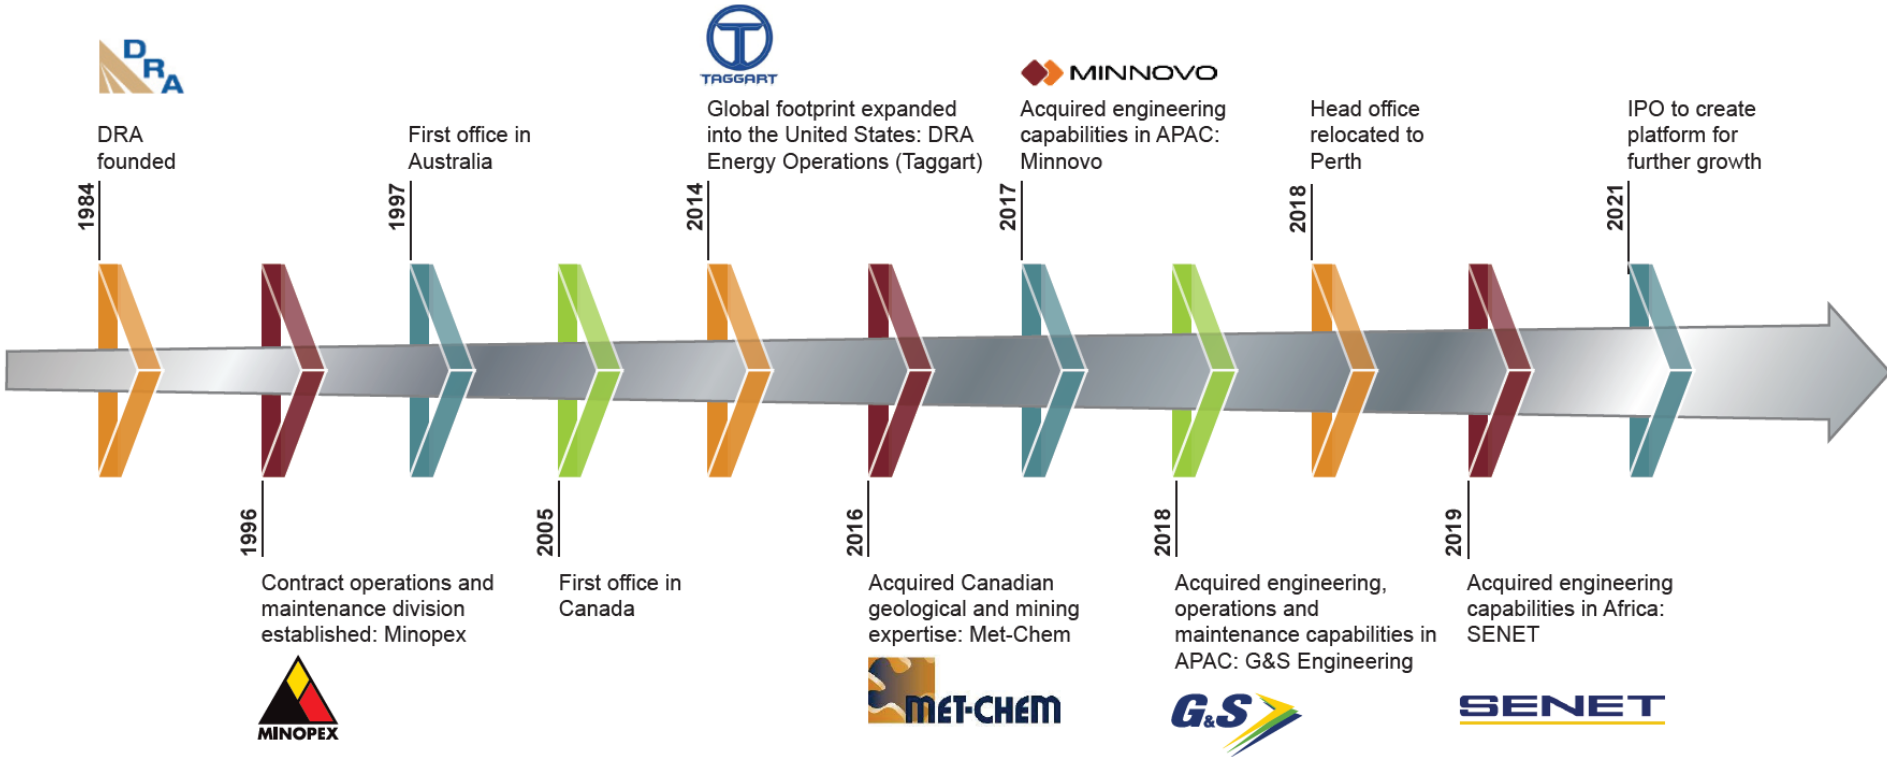 DRA
DRA
founded
1984
1996
Contract operations and
maintenance division
established: Minopex
MINOPEX
First office in
Australia
1997
2005
First office in
Canada
TAGGART
Global footprint expanded
into the United States: DRA
Energy Operations (Taggart)
2014
2016
Acquired Canadian
geological and mining
expertise: Met-Chem
MET-CHEM
MINNOVO
Acquired engineering
capabilities in APAC:
Minnovo
2017
2018
Acquired engineering,
operations and
maintenance capabilities in
APAC: G&S Engineering
G&S
Head office
relocated to
Perth
2018
2019
Acquired engineering
capabilities in Africa:
SENET
SENET
IPO to create
platform for
further growth
2021